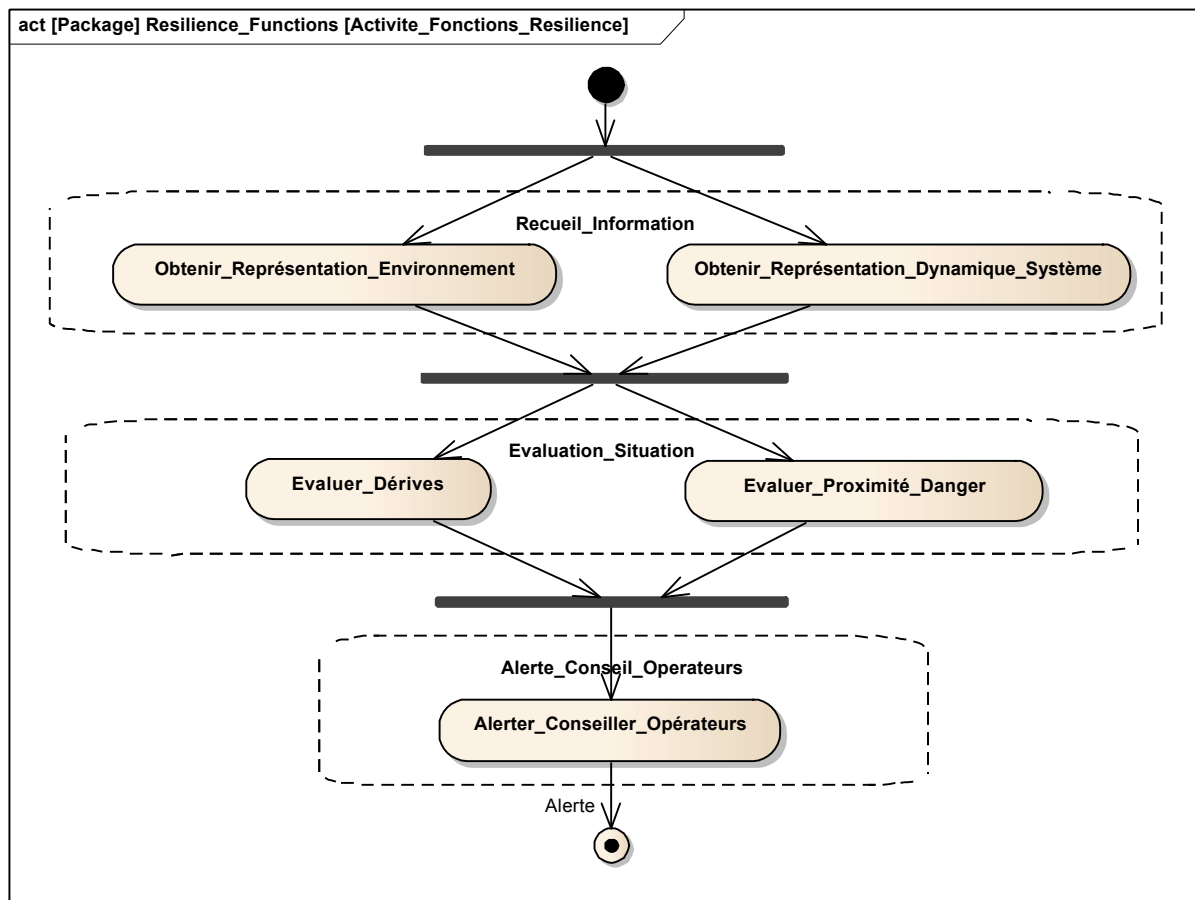 act [Package] Resilience_Functions [Activite_Fonctions_Resilience]
Recueil_Information
Obtenir_Représentation_Environnement
Obtenir_Représentation_Dynamique_Système
Evaluation_Situation
Evaluer_Dérives
Evaluer_Proximité_Danger
Alerte_Conseil_Operateurs
Alerter_Conseiller_Opérateurs
Alerte